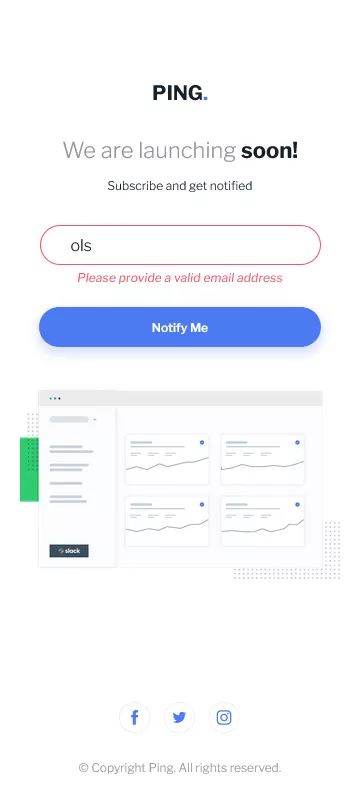 PING.
We are launching soon!
Subscribe and get notified
ols
Please provide a valid email address
Notify Me
slack
© Copyright Ping. All rights reserved.